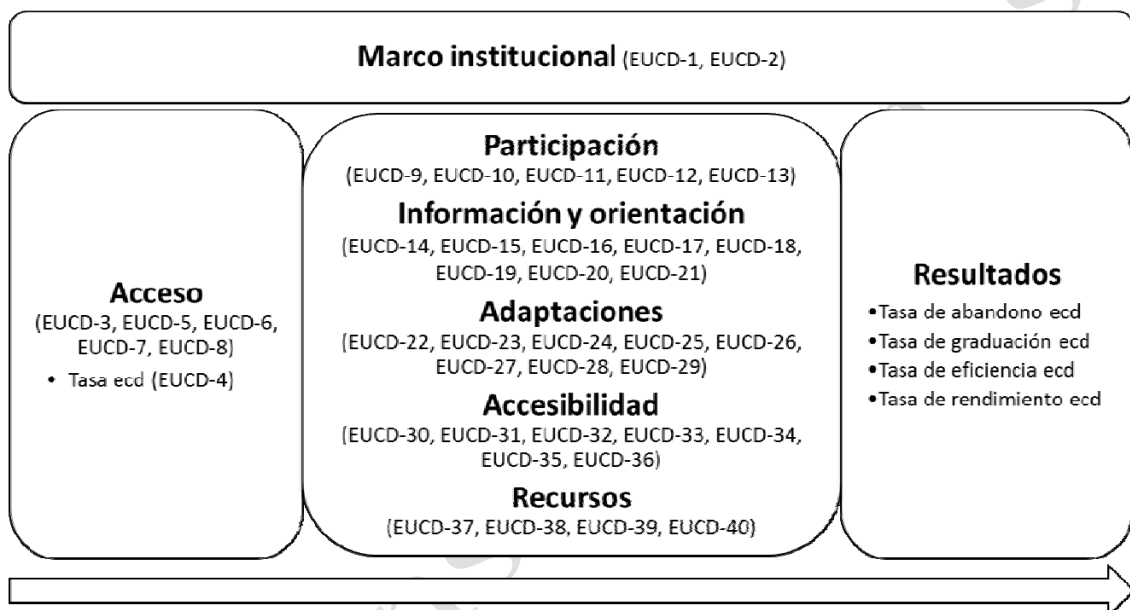 Marco institucional (EUCD-1, EUCD-2)
Acceso
(EUCD-3, EUCD-5, EUCD-6,
EUCD-7, EUCD-8)
• Tasa ecd (EUCD-4)
Participación
(EUCD-9, EUCD-10, EUCD-11, EUCD-12, EUCD-13)
Información y orientación
(EUCD-14, EUCD-15, EUCD-16, EUCD-17, EUCD-18,
EUCD-19, EUCD-20, EUCD-21)
Adaptaciones
(EUCD-22, EUCD-23, EUCD-24, EUCD-25, EUCD-26,
EUCD-27, EUCD-28, EUCD-29)
Accesibilidad
(EUCD-30, EUCD-31, EUCD-32, EUCD-33, EUCD-34,
EUCD-35, EUCD-36)
Recursos
(EUCD-37, EUCD-38, EUCD-39, EUCD-40)
Resultados
•Tasa de abandono ecd
•Tasa de graduación ecd
•Tasa de eficiencia ecd
•Tasa de rendimiento ecd